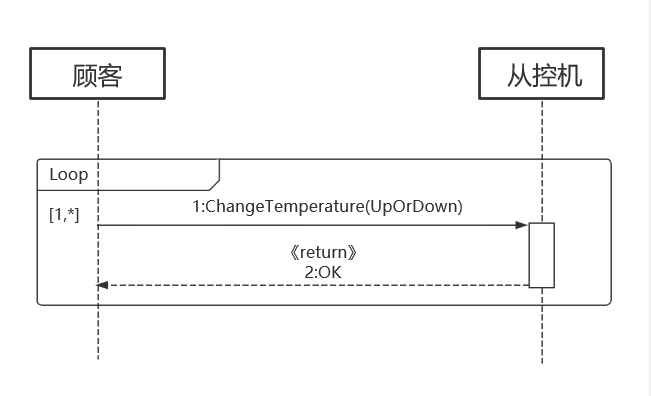 顾客
从控机
Loop
[1,*]
1:ChangeTemperature(UpOrDown)
《return》
2:OK